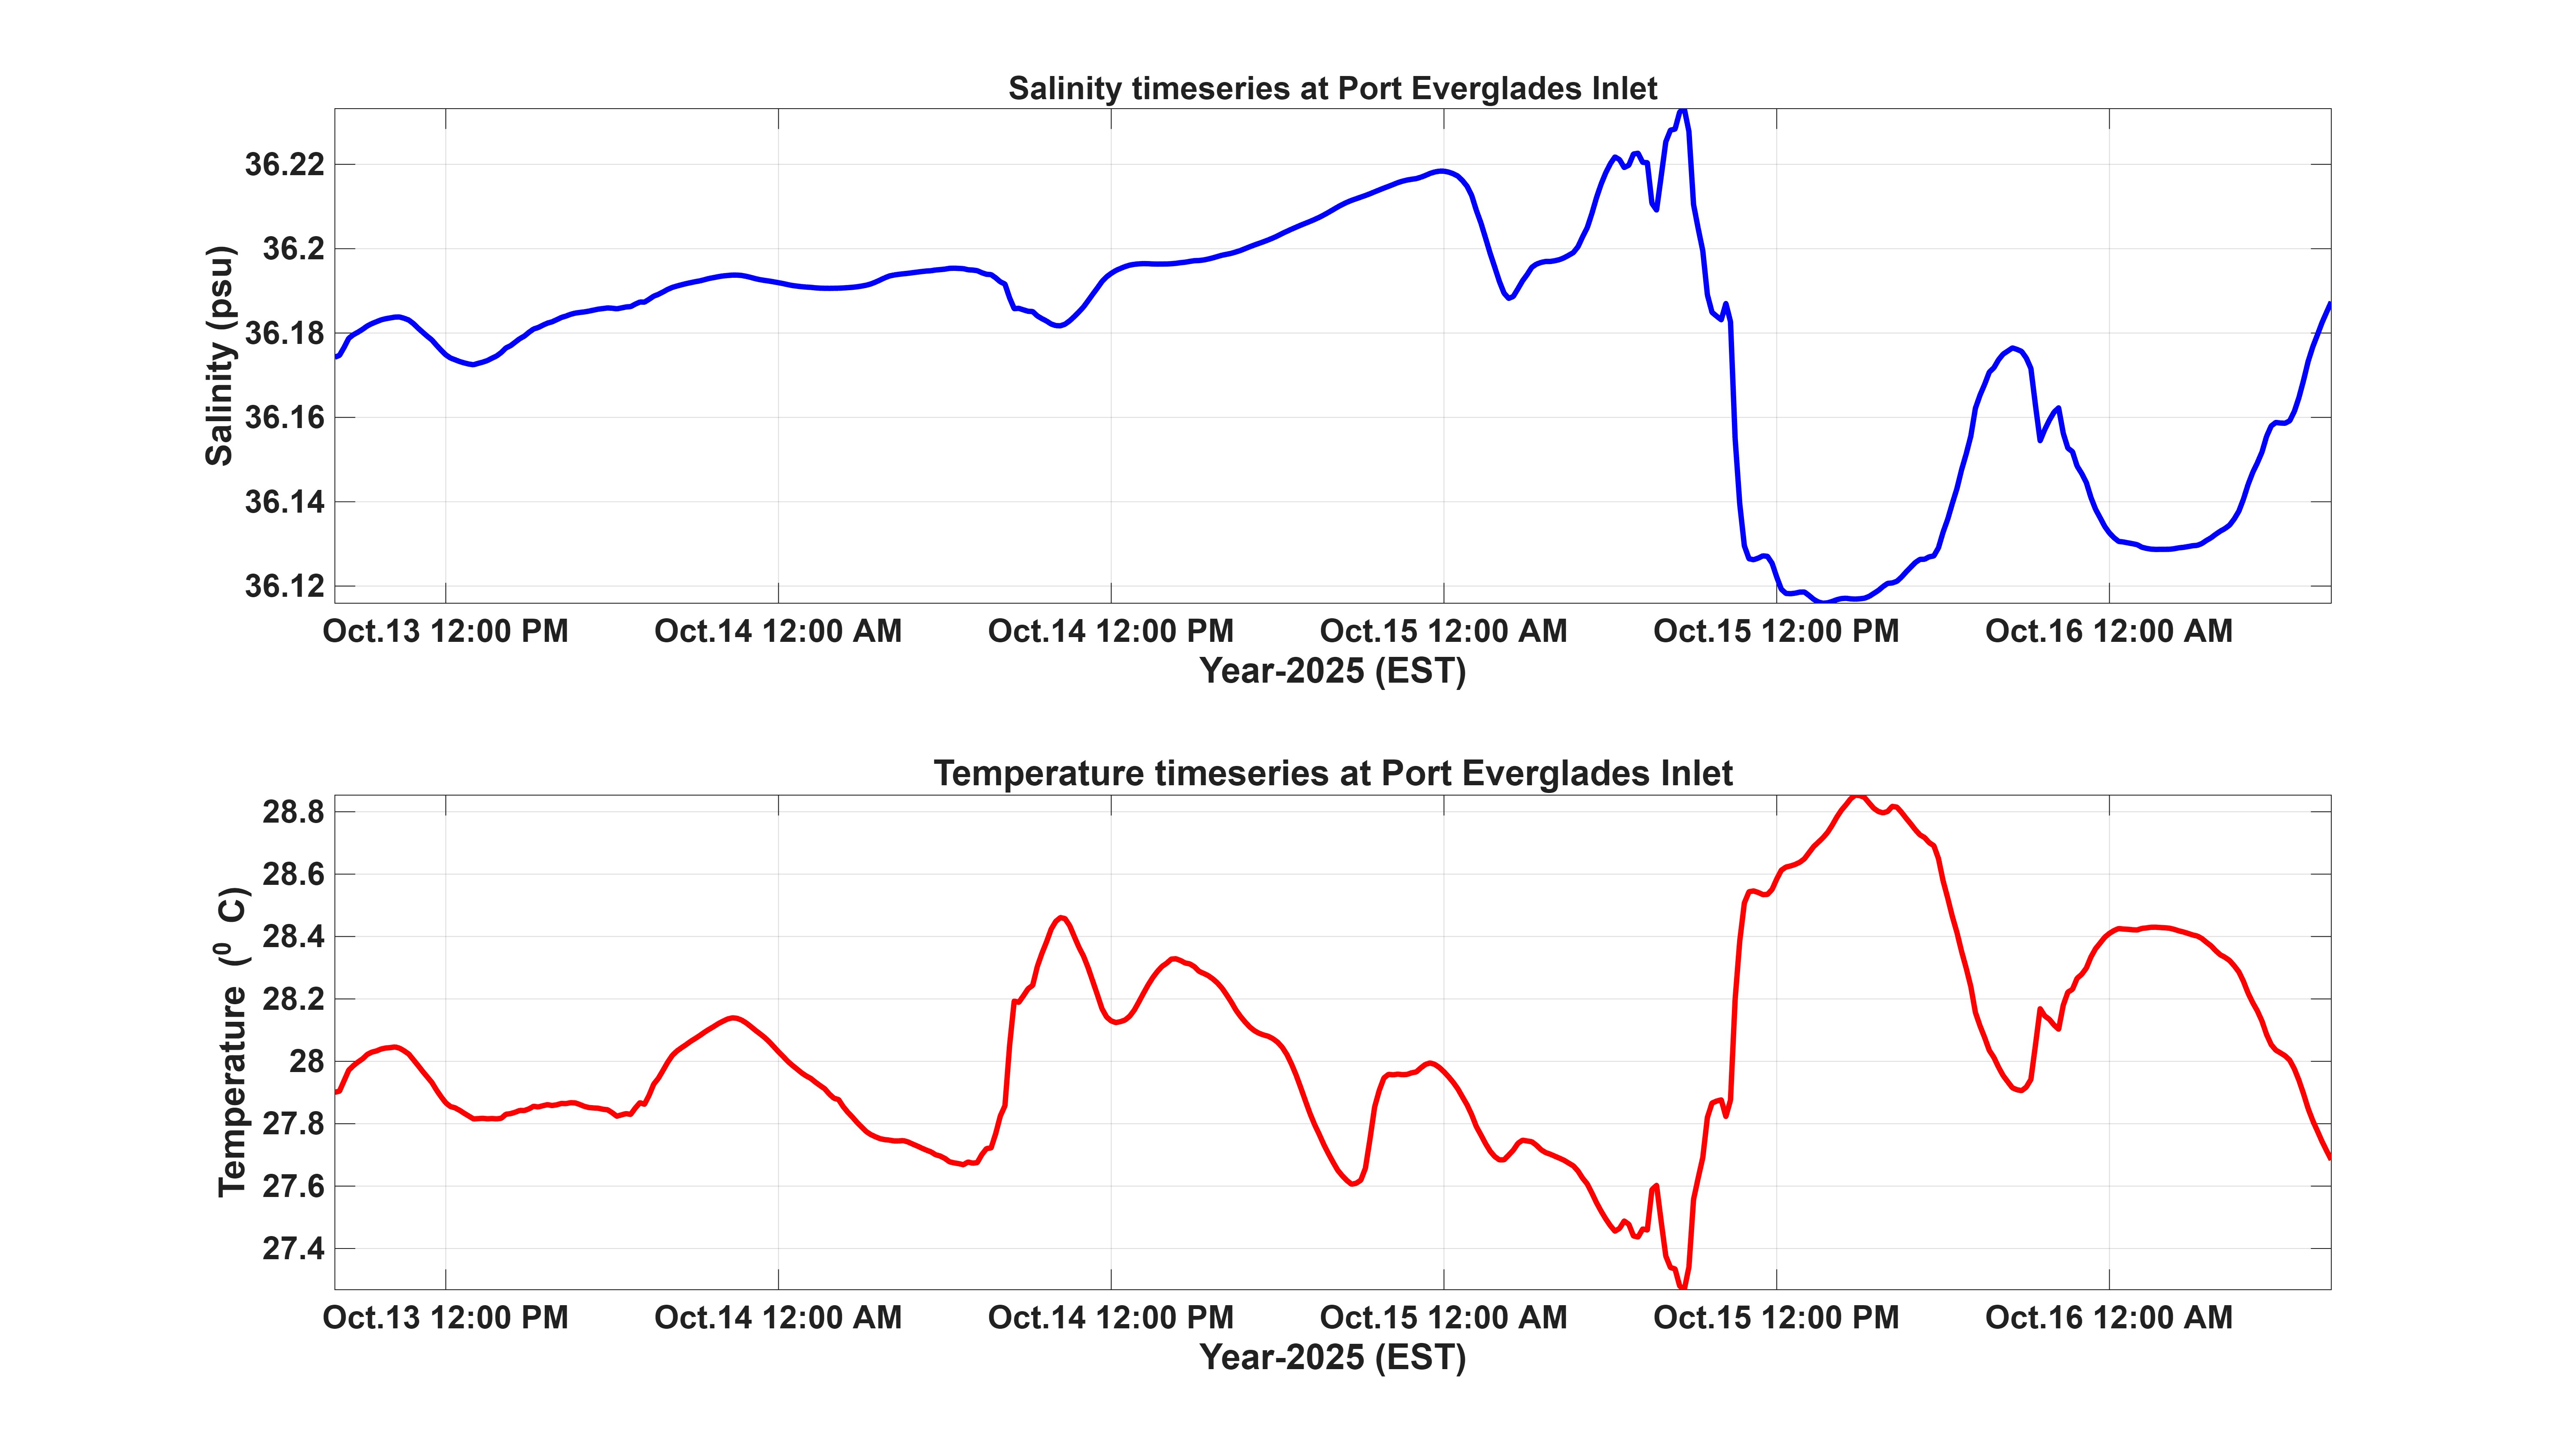 Salinity timeseries at Port Everglades Inlet
Salinity (psu)
36.22
36.2
36.18
36.16
36.14
36.12
Oct.13 12:00 PM Oct.14 12:00 AM Oct.14 12:00 PM Oct.15 12:00 AM Oct.15 12:00 PM Oct.16 12:00 AM
Year-2025 (EST)
Temperature timeseries at Port Everglades Inlet
Temperature (⁰ C)
28.8
28.6
28.4
28.2
28
27.8
27.6
27.4
Oct.13 12:00 PM Oct.14 12:00 AM Oct.14 12:00 PM Oct.15 12:00 AM Oct.15 12:00 PM Oct.16 12:00 AM
Year-2025 (EST)